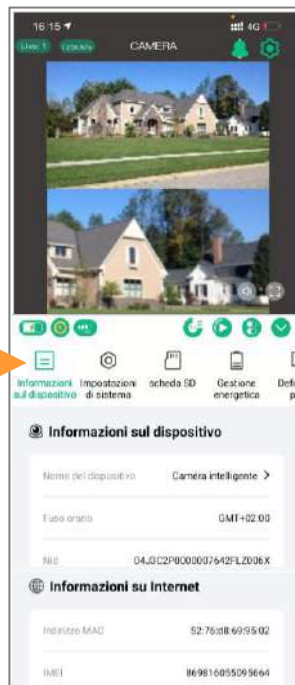 16:15
4G
Live: 1
CAMERA
Informazioni sul dispositivo
Impostazioni di sistema
scheda SD
Gestione energetica
Informazioni sul dispositivo
Nome del dispositivo Caméra intelligente >
Fuso orario GMT+02:00
Nid
Informazioni su Internet
Indirizzo MAC 52:76:d8:69:95:02
IMEI 869816055095664